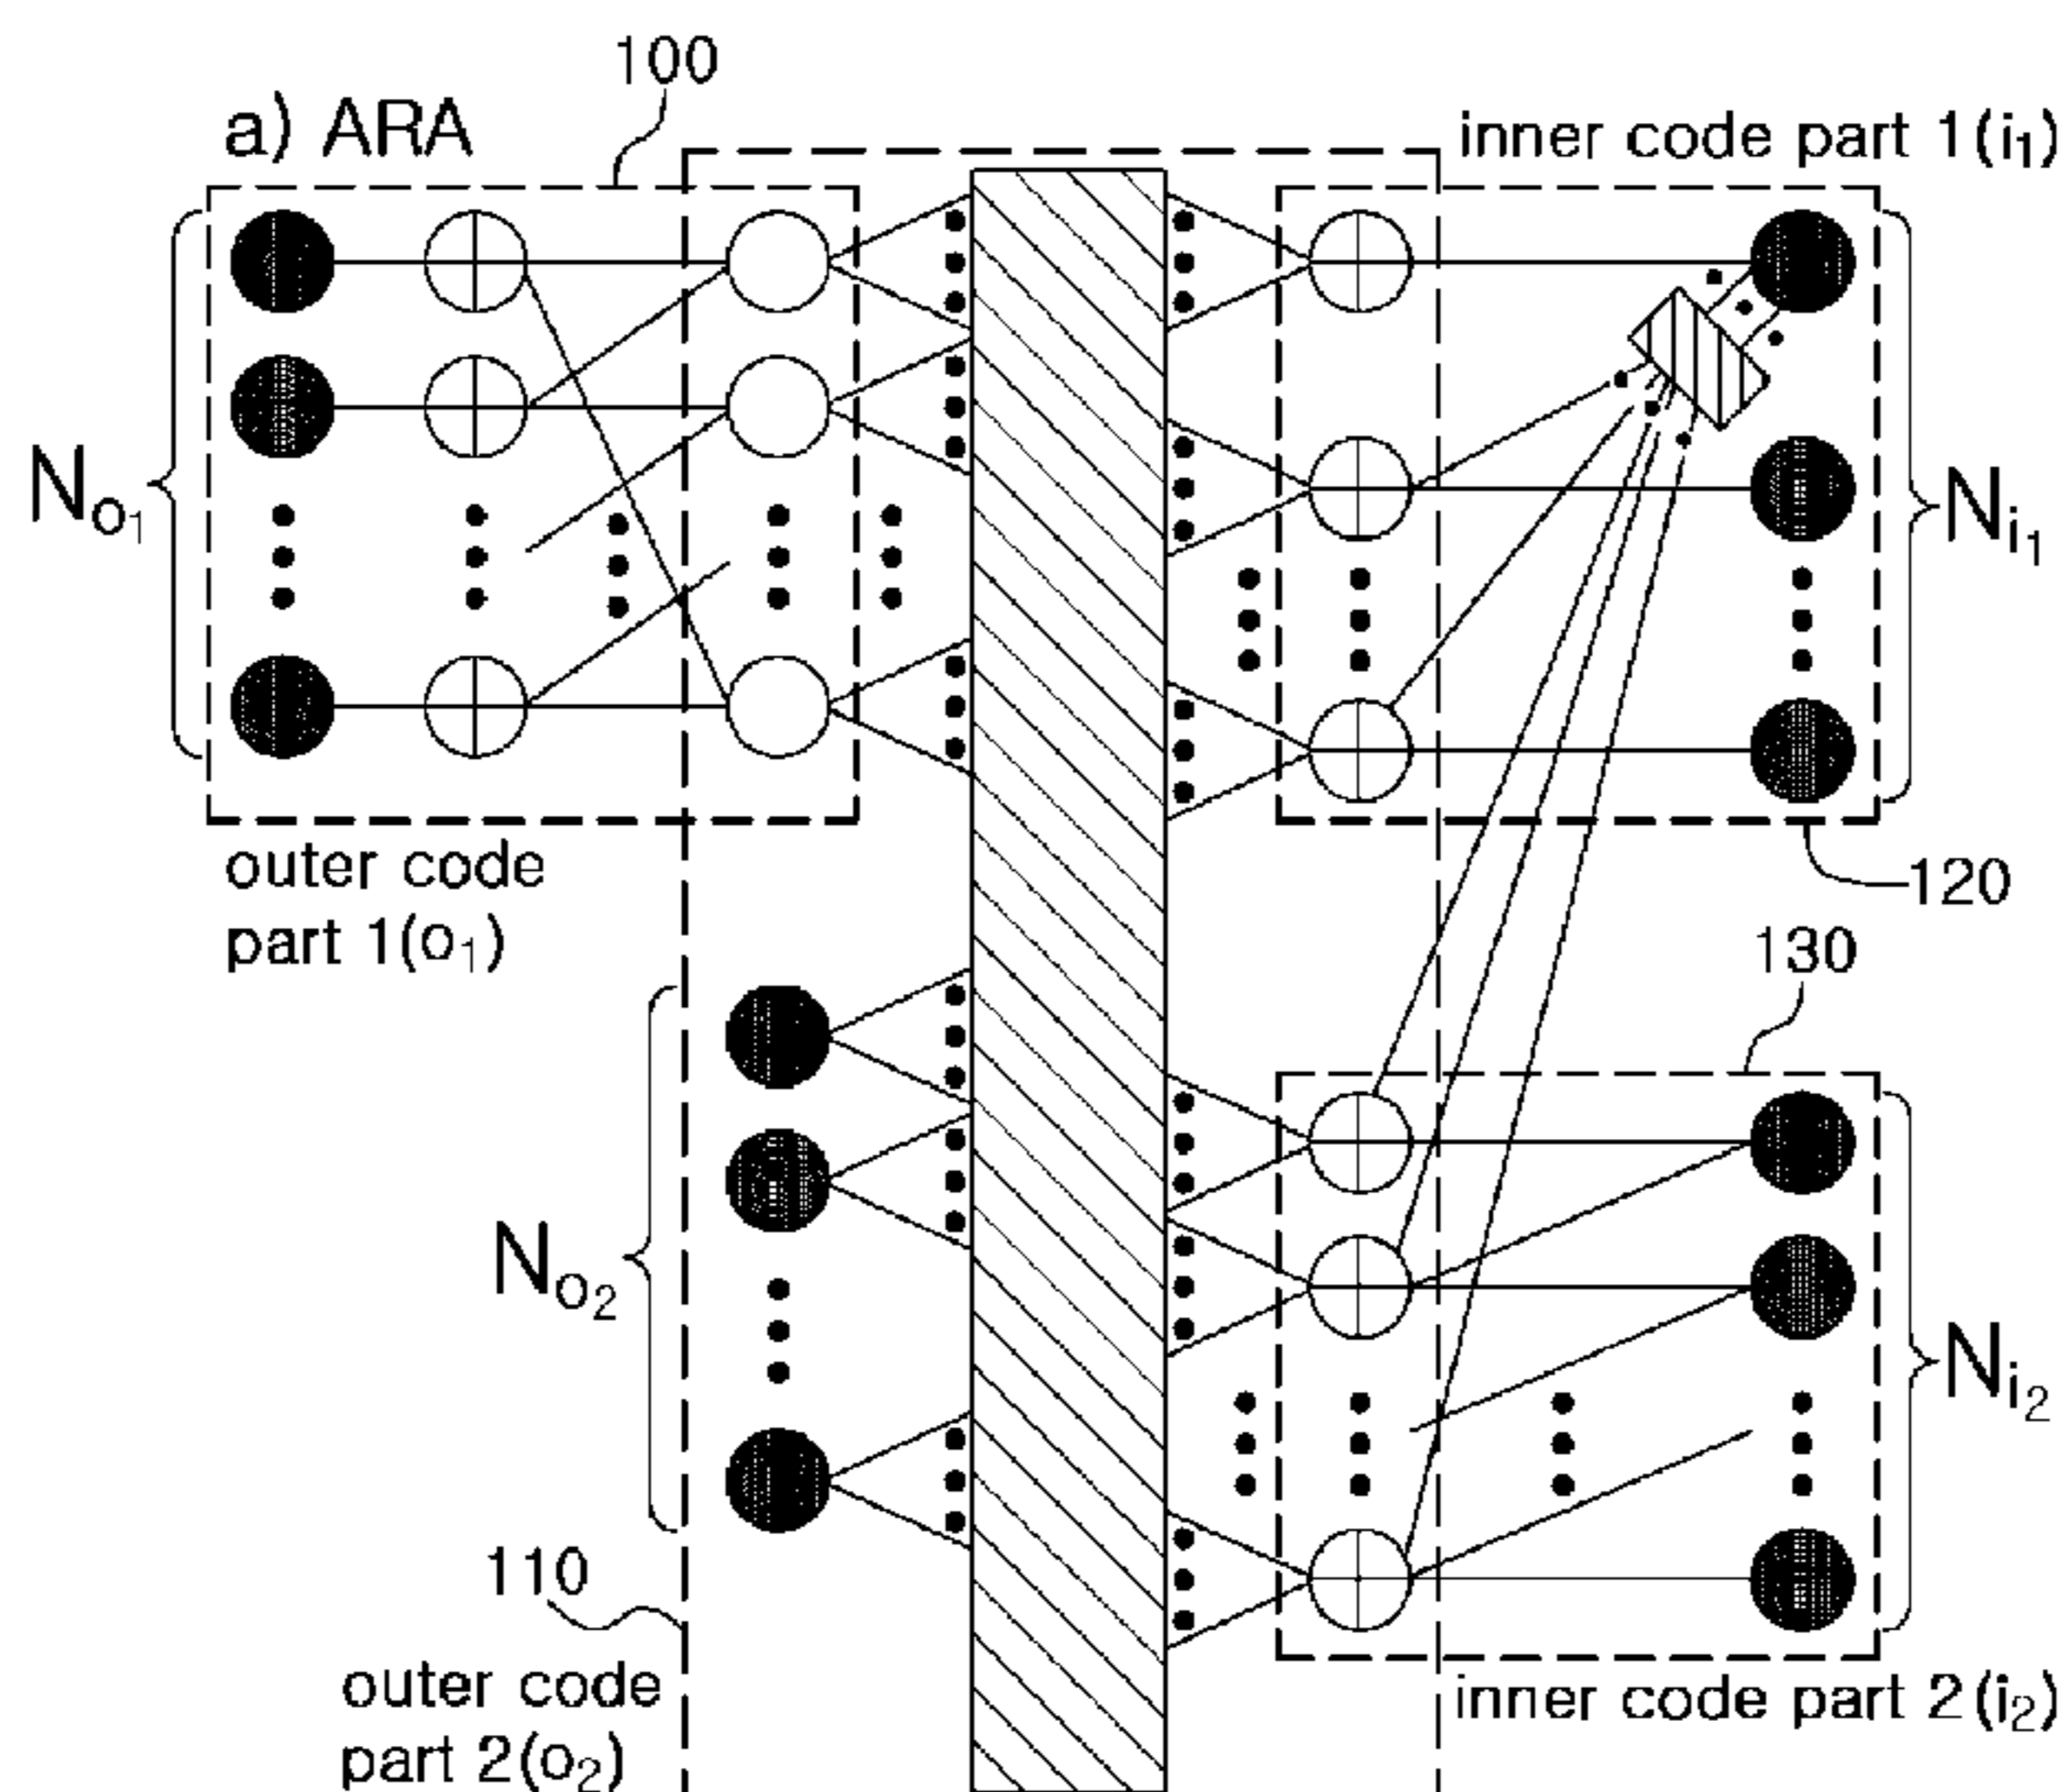 100
a) ARA
inner code part 1(i₁)
Nₒ₁
Nᵢ₁
outer code
part 1(o₁)
120
130
Nₒ₂
Nᵢ₂
110
outer code
part 2(o₂)
inner code part 2(i₂)